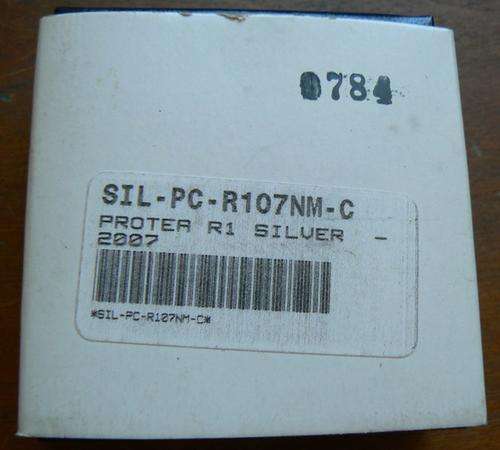 0784
SIL-PC-R107NM-C
PROTER R1 SILVER -
2007
*SIL-PC-R107NM-C*